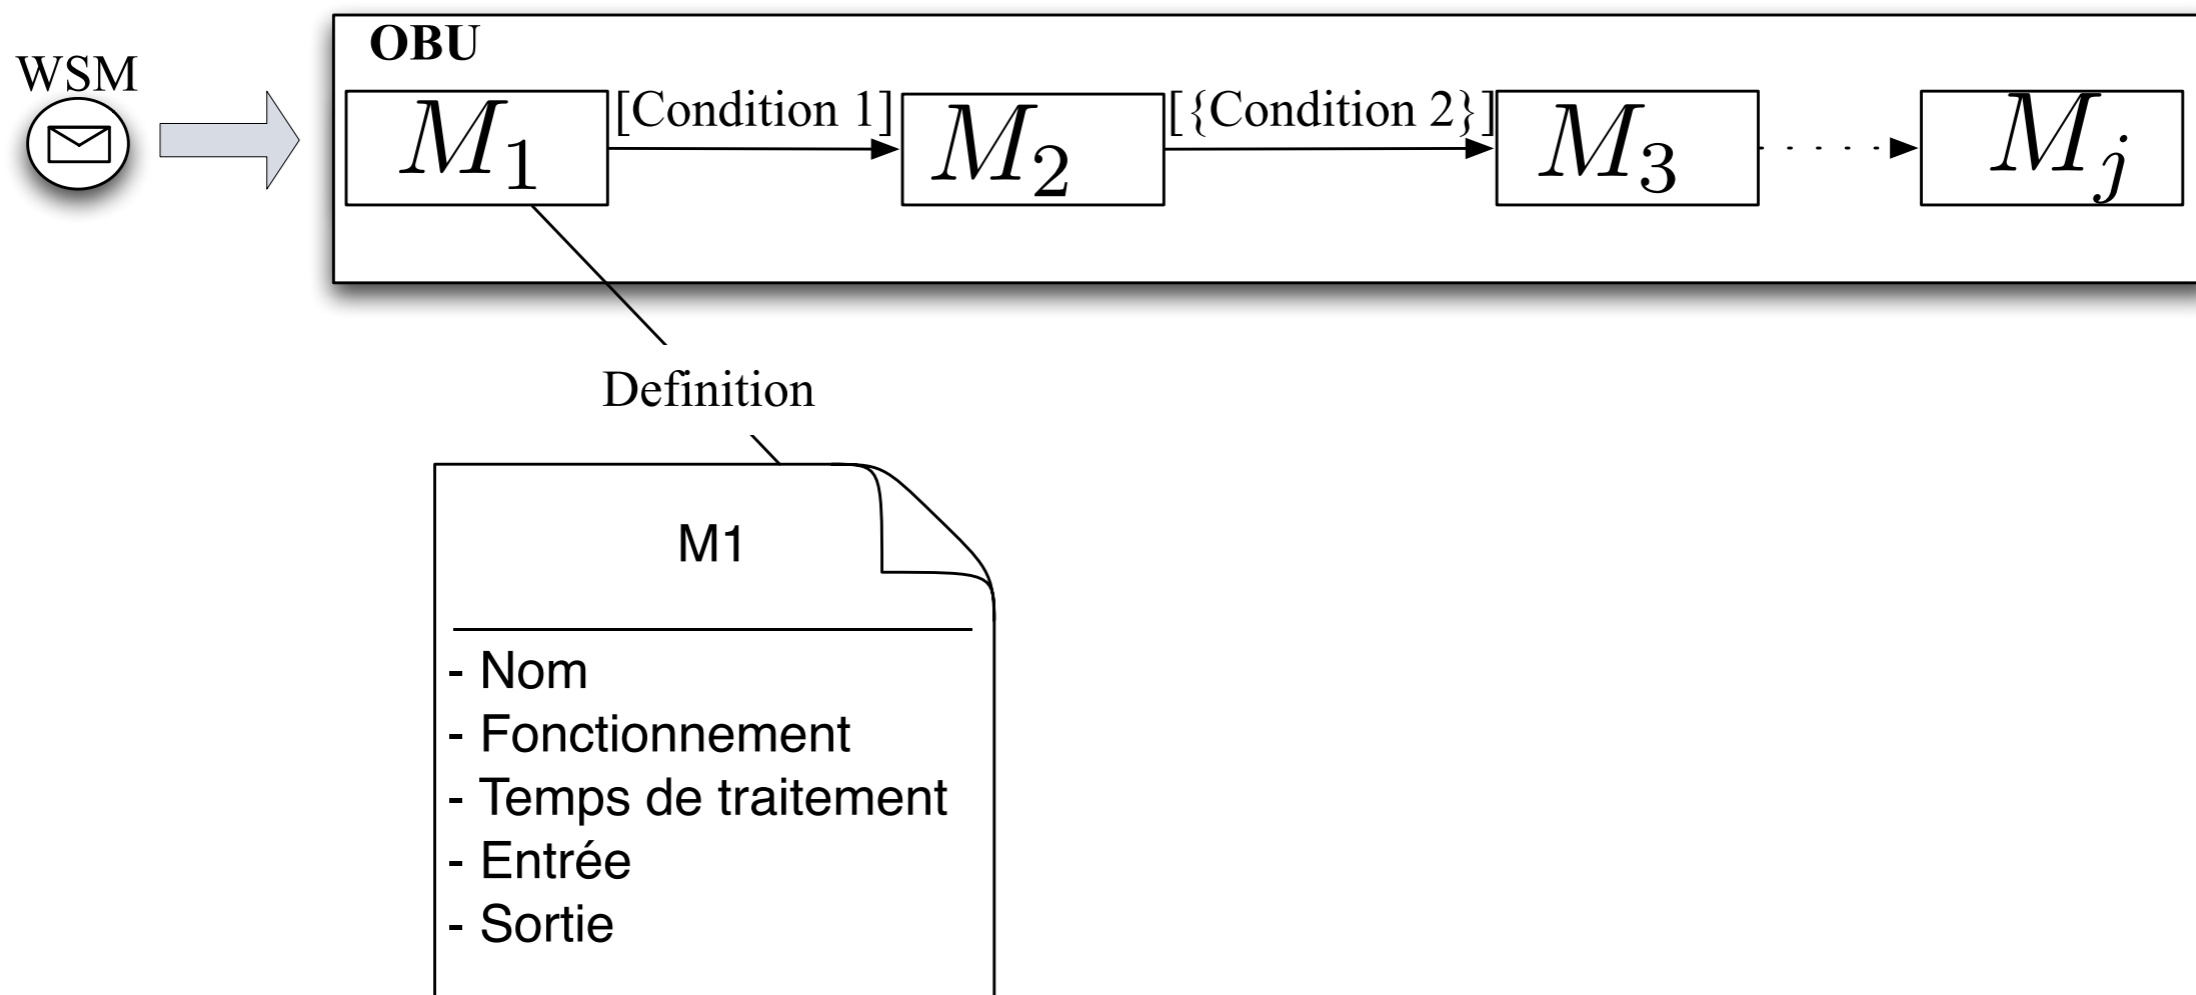 OBU
WSM
M1 [Condition 1] M2 [{Condition 2}] M3 Mj
Definition
M1
- Nom
- Fonctionnement
- Temps de traitement
- Entrée
- Sortie